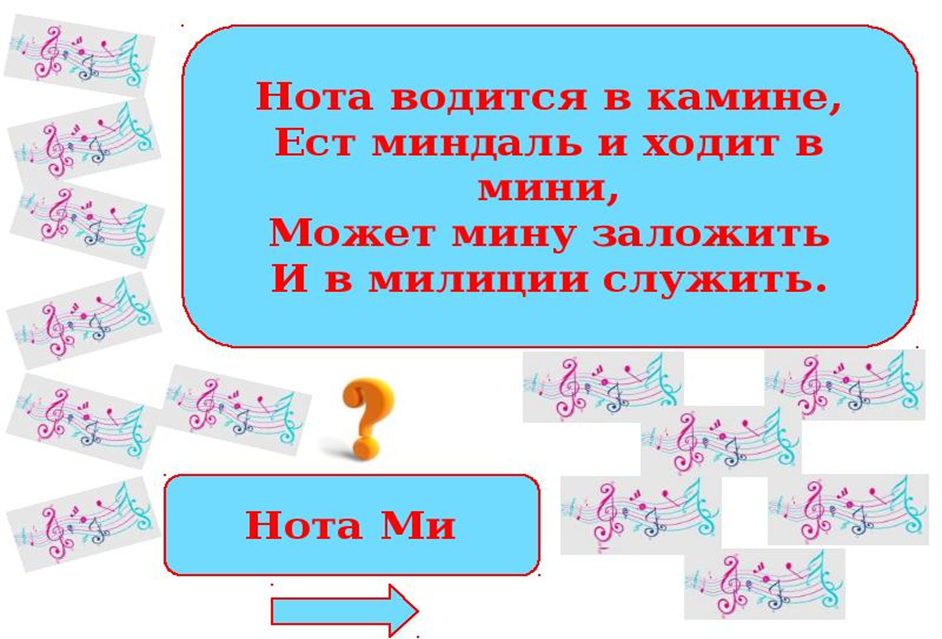 Нота водится в камине,
Ест миндаль и ходит в
мини,
Может мину заложить
И в милиции служить.
Нота Ми